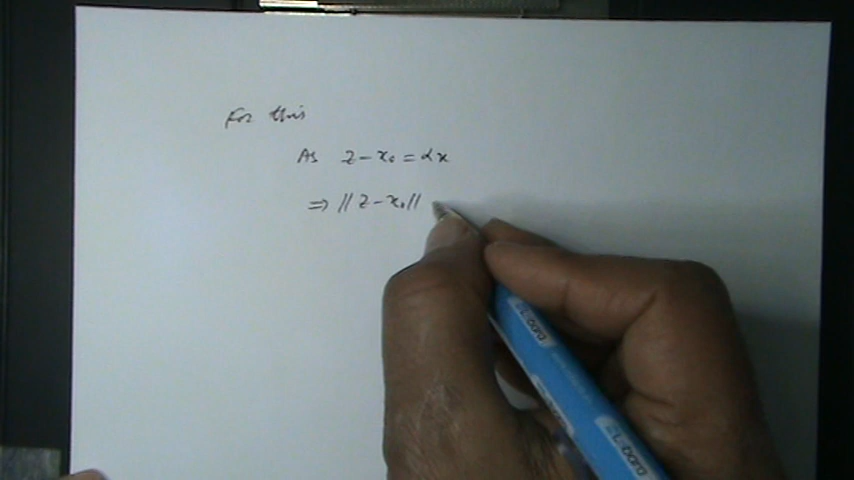 For this
As z - x₀ = αx
⇒ ||z - x₀||